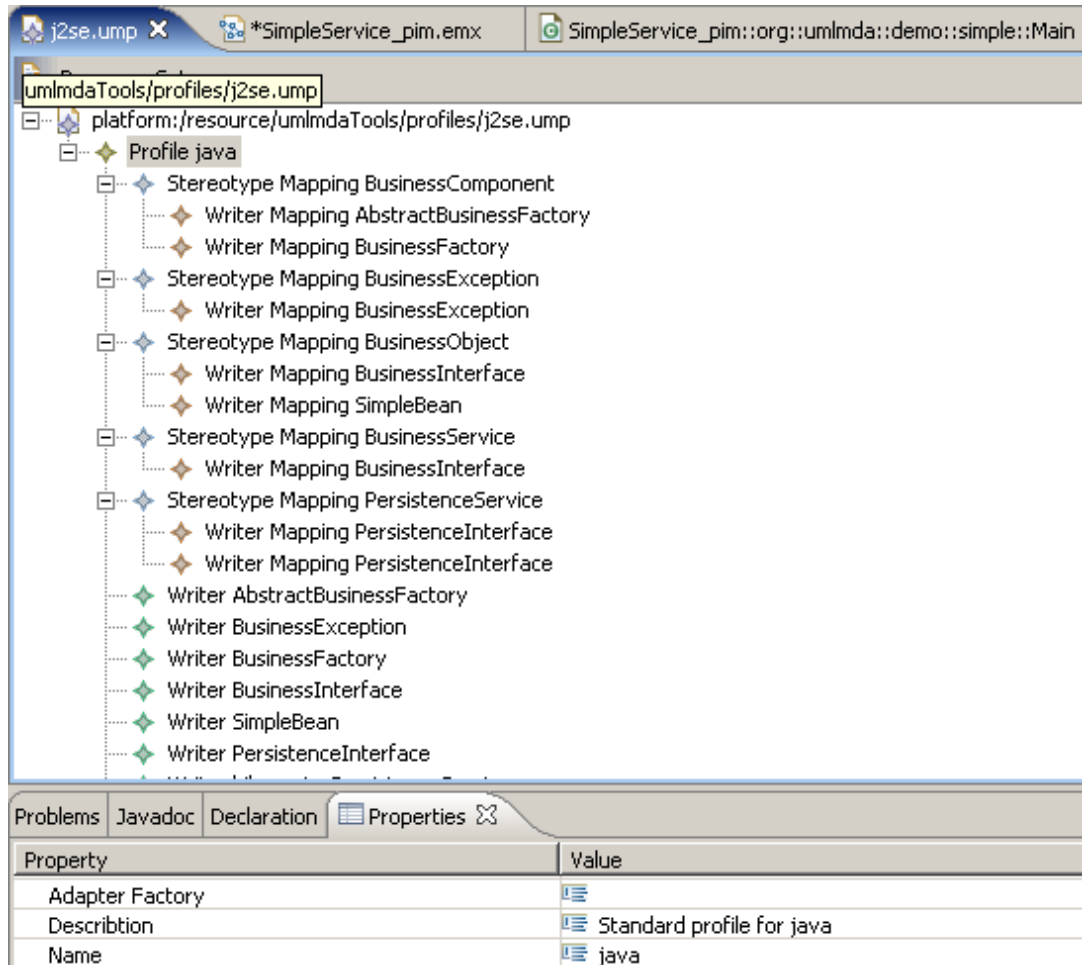 j2se.ump *SimpleService_pim.emx SimpleService_pim::org::umlmda::demo::simple::Main
umlmdaTools/profiles/j2se.ump
platform:/resource/umlmdaTools/profiles/j2se.ump
Profile java
Stereotype Mapping BusinessComponent
Writer Mapping AbstractBusinessFactory
Writer Mapping BusinessFactory
Stereotype Mapping BusinessException
Writer Mapping BusinessException
Stereotype Mapping BusinessObject
Writer Mapping BusinessInterface
Writer Mapping SimpleBean
Stereotype Mapping BusinessService
Writer Mapping BusinessInterface
Stereotype Mapping PersistenceService
Writer Mapping PersistenceInterface
Writer Mapping PersistenceInterface
Writer AbstractBusinessFactory
Writer BusinessException
Writer BusinessFactory
Writer BusinessInterface
Writer SimpleBean
Writer PersistenceInterface
Problems Javadoc Declaration Properties
Property Value
Adapter Factory
Describtion Standard profile for java
Name java